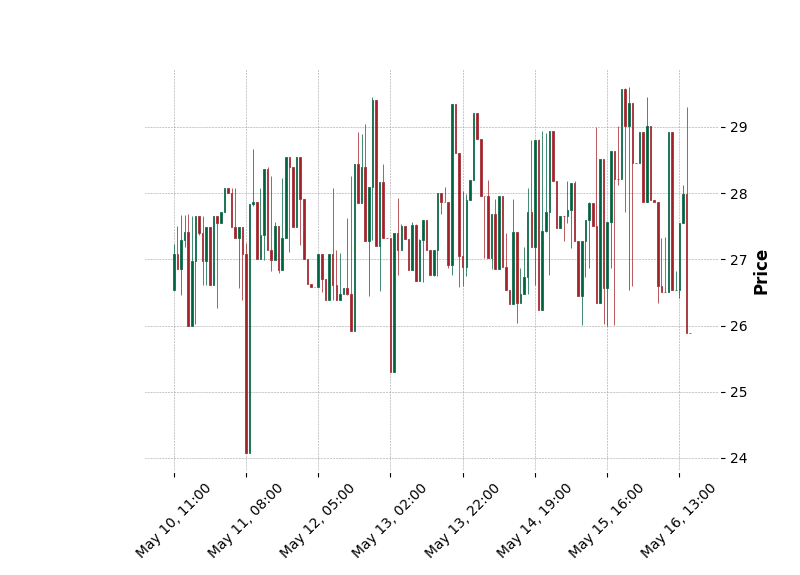 29
28
Price
27
26
25
24
May 10, 11:00
May 11, 08:00
May 12, 05:00
May 13, 02:00
May 13, 22:00
May 14, 19:00
May 15, 16:00
May 16, 13:00